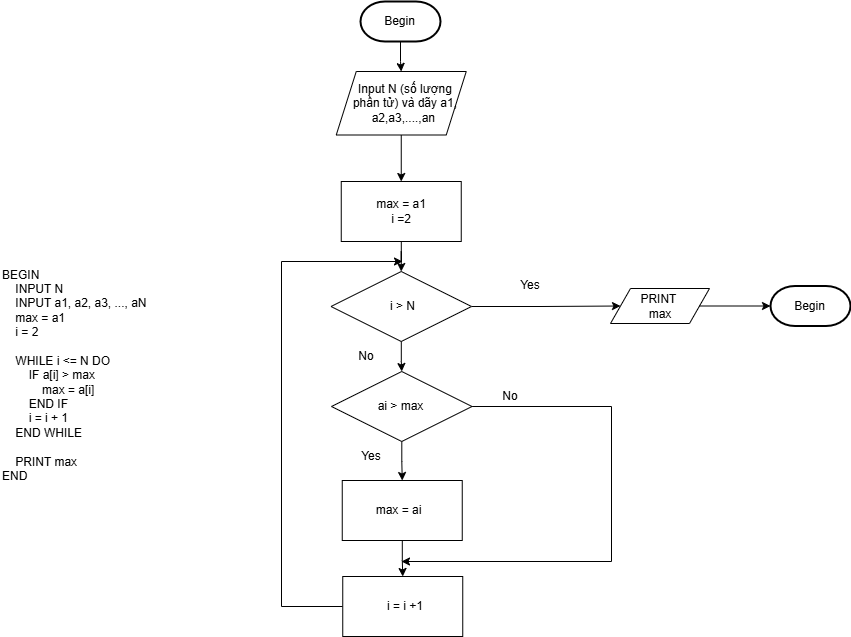 Begin
Input N (số lượng
phần tử) và dãy a1,
a2,a3,....,an
max = a1
i =2
i > N
Yes
PRINT
max
Begin
No
ai > max
No
Yes
max = ai
i = i +1
BEGIN
INPUT N
INPUT a1, a2, a3, ..., aN
max = a1
i = 2
WHILE i <= N DO
IF a[i] > max
max = a[i]
END IF
i = i + 1
END WHILE
PRINT max
END